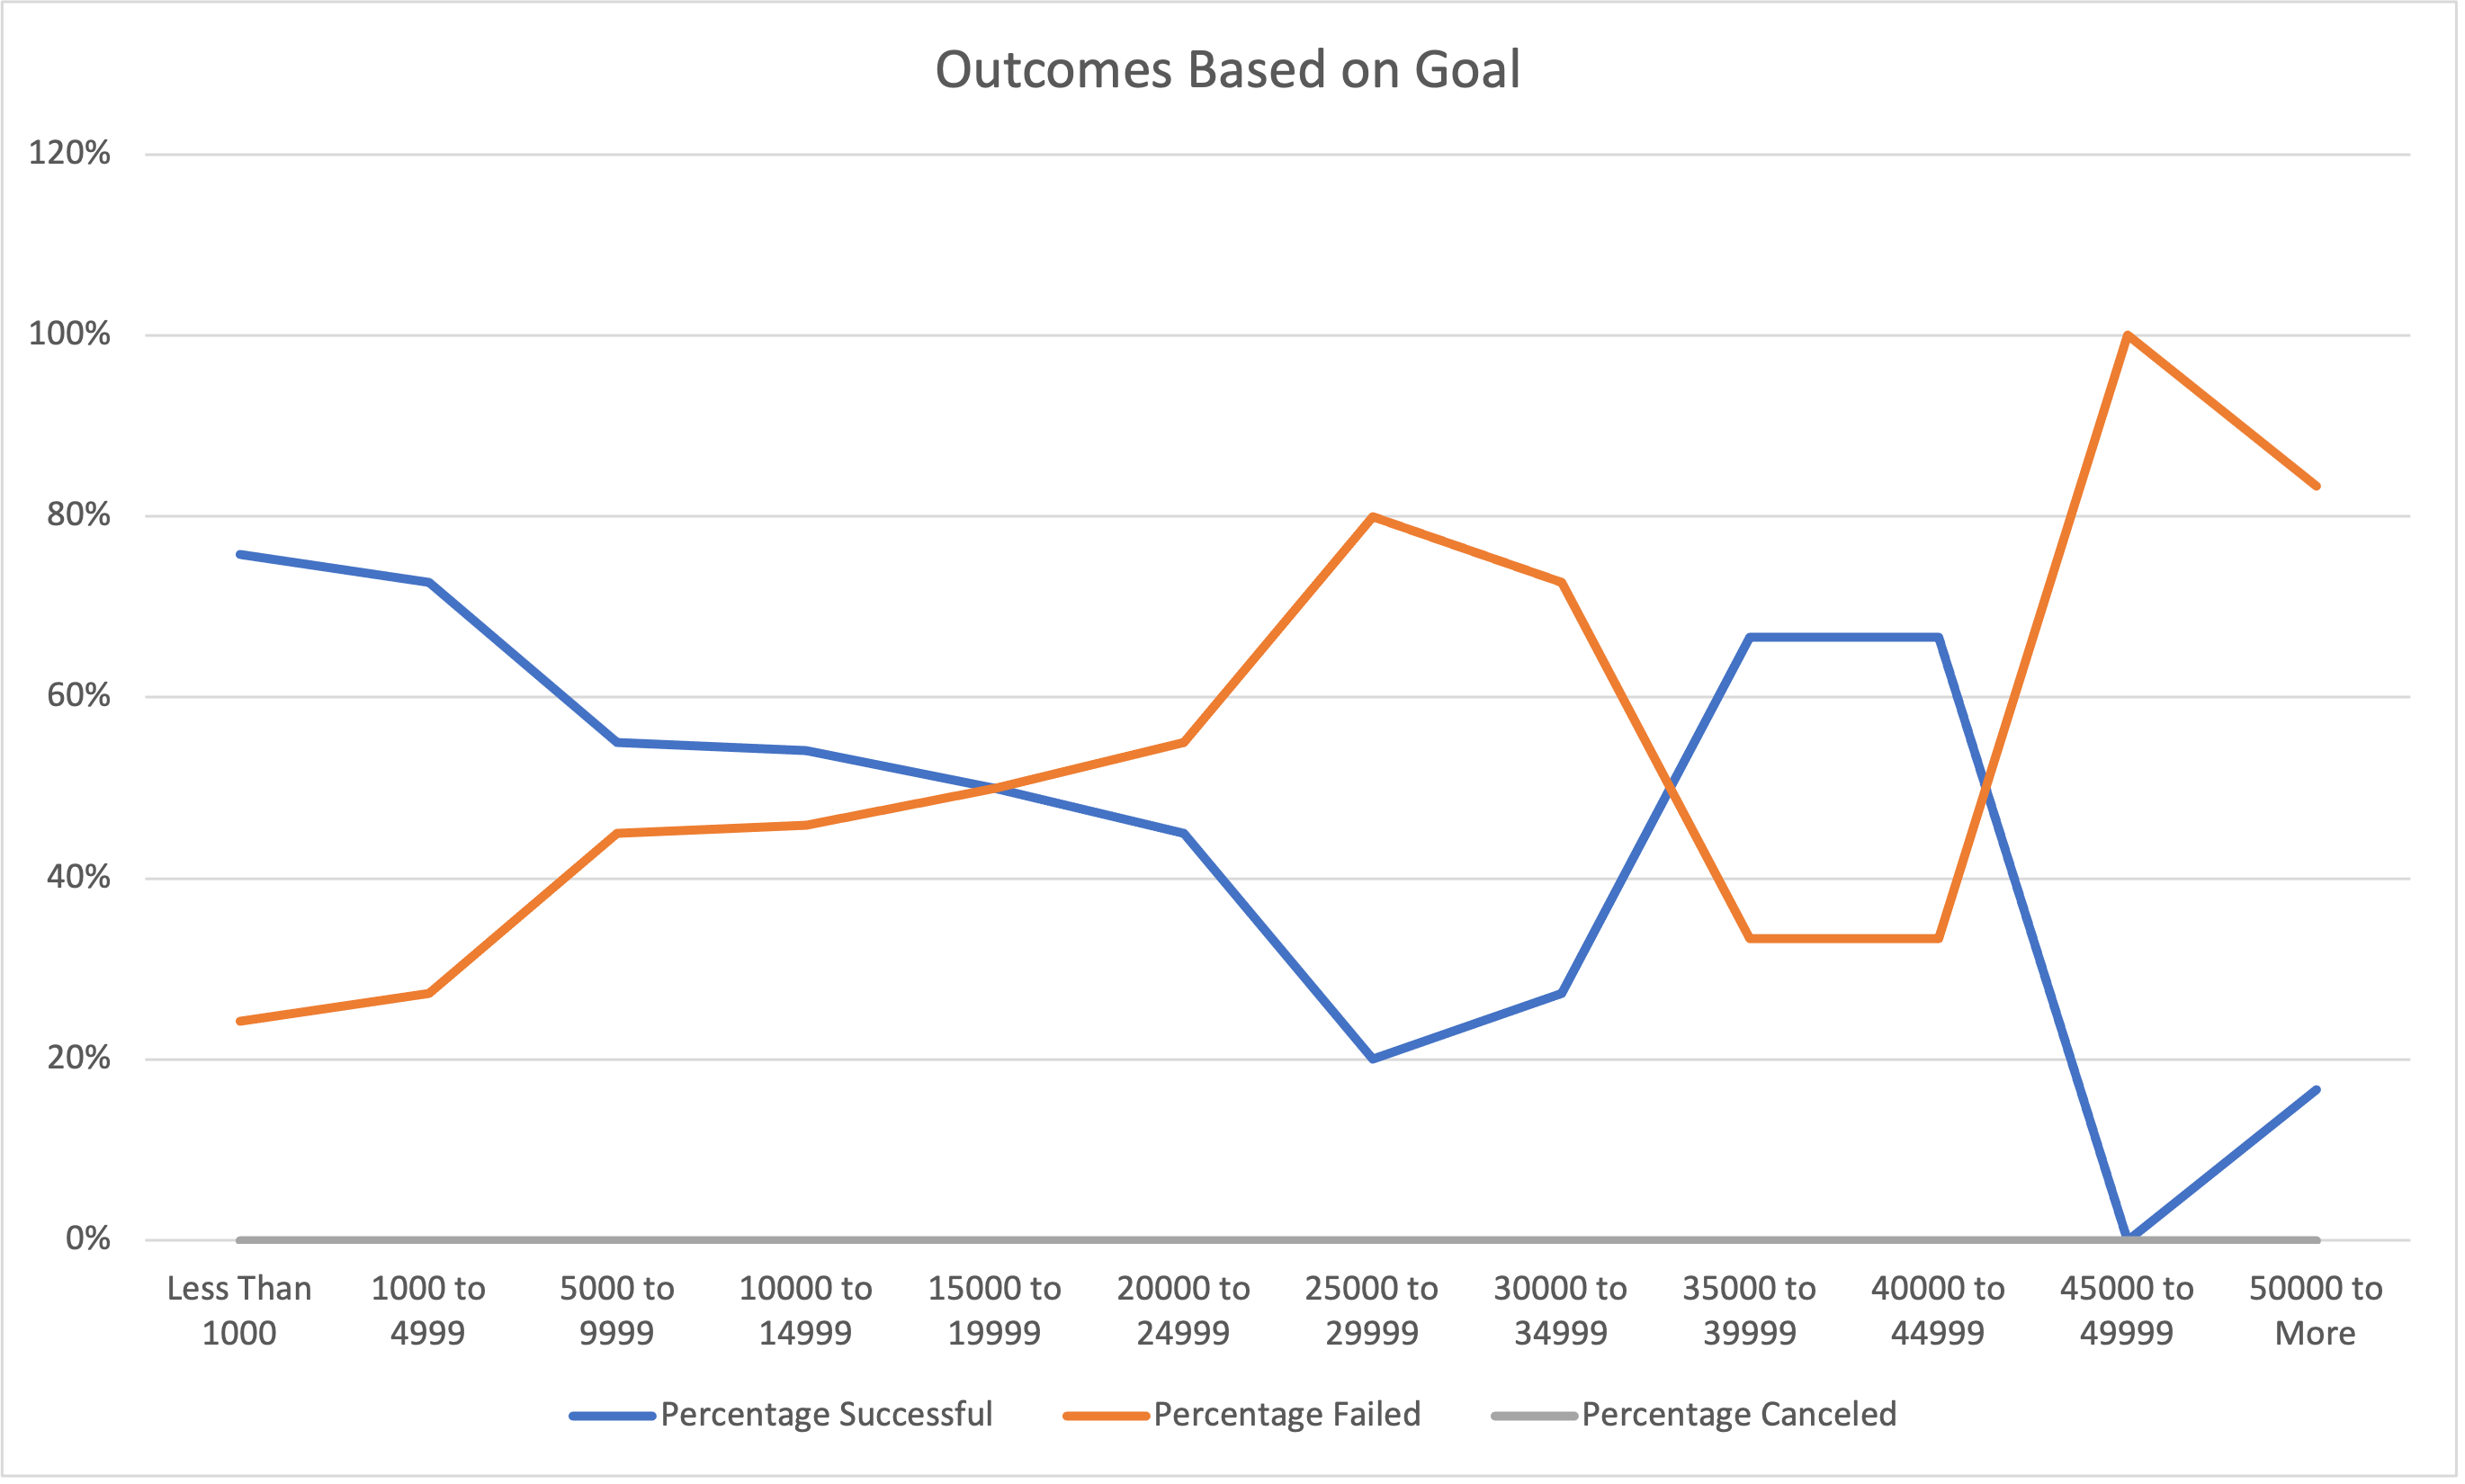 Outcomes Based on Goal
120%
100%
80%
60%
40%
20%
0%
Less Than 1000
1000 to 4999
5000 to 9999
10000 to 14999
15000 to 19999
20000 to 24999
25000 to 29999
30000 to 34999
35000 to 39999
40000 to 44999
45000 to 49999
50000 to More
Percentage Successful
Percentage Failed
Percentage Canceled